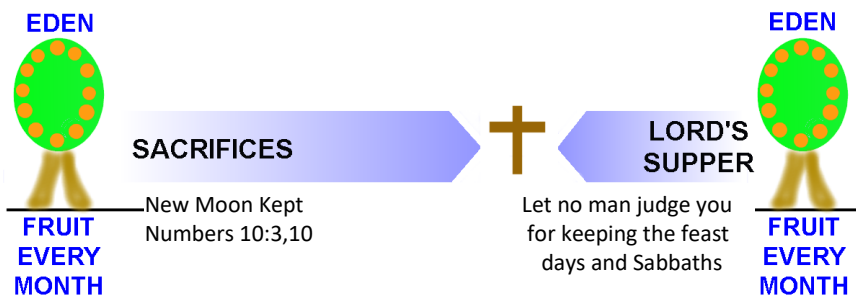 EDEN
EDEN
SACRIFICES
LORD'S
SUPPER
New Moon Kept
Numbers 10:3,10
Let no man judge you
for keeping the feast
days and Sabbaths
FRUIT
EVERY
MONTH
FRUIT
EVERY
MONTH